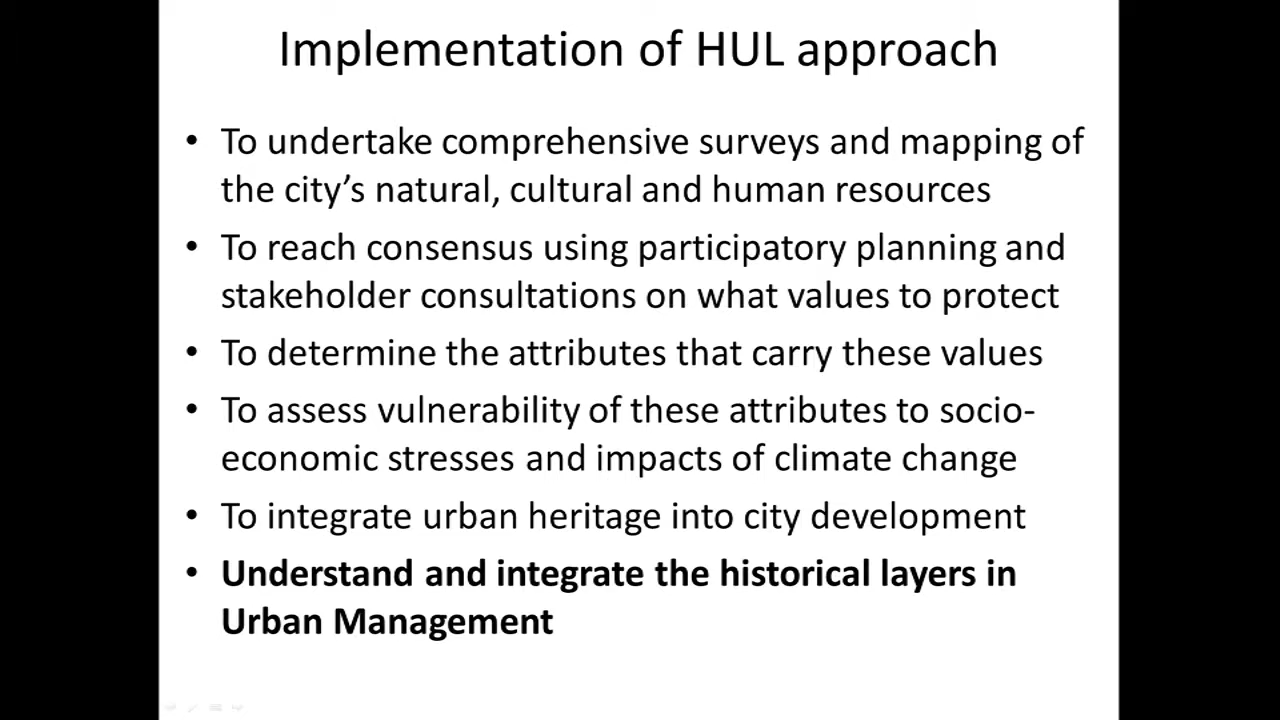 Implementation of HUL approach
• To undertake comprehensive surveys and mapping of
the city’s natural, cultural and human resources
• To reach consensus using participatory planning and
stakeholder consultations on what values to protect
• To determine the attributes that carry these values
• To assess vulnerability of these attributes to socio-
economic stresses and impacts of climate change
• To integrate urban heritage into city development
• Understand and integrate the historical layers in
Urban Management